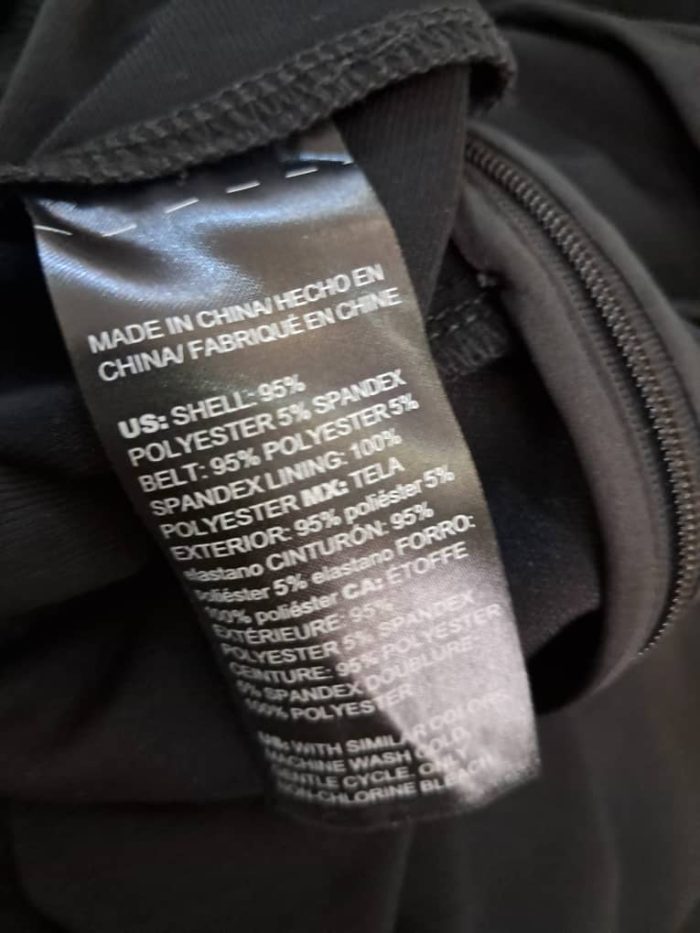 MADE IN CHINA/ HECHO EN
CHINA/ FABRIQUÉ EN CHINE
US: SHELL: 95%
POLYESTER 5% SPANDEX
BELT: 95% POLYESTER 5%
SPANDEX LINING: 100%
POLYESTER MX: TELA
EXTERIOR: 95% poliéster 5%
elastano CINTURÓN: 95%
poliéster 5% elastano FORRO:
100% poliéster CA: ÉTOFFE
EXTÉRIEURE: 95%
POLYESTER 5% SPANDEX
CEINTURE: 95% POLYESTER
5% SPANDEX DOUBLURE:
100% POLYESTER
WITH SIMILAR COLORS
MACHINE WASH COLD,
GENTLE CYCLE, ONLY
NON-CHLORINE BLEACH